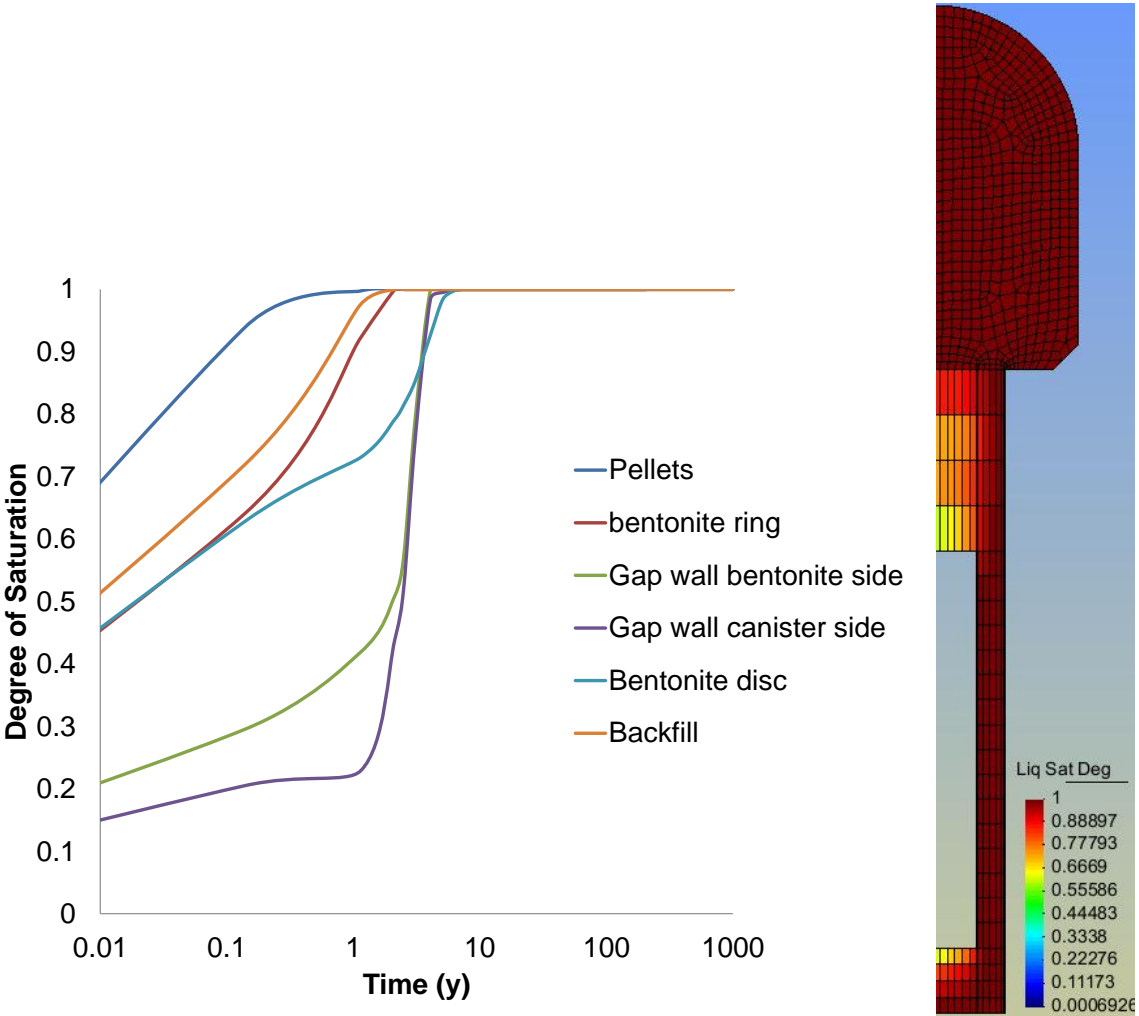 1
0.9
0.8
0.7
0.6
0.5
0.4
0.3
0.2
0.1
0
Degree of Saturation
0.01 0.1 1 10 100 1000
Time (y)
Pellets
bentonite ring
Gap wall bentonite side
Gap wall canister side
Bentonite disc
Backfill
Liq Sat Deg
1
0.88897
0.77793
0.6669
0.55586
0.44483
0.3338
0.22276
0.11173
0.0006926